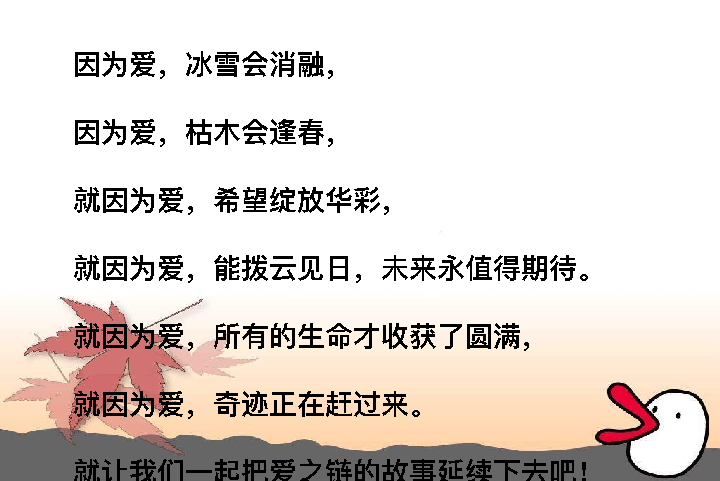 因为爱，冰雪会消融，
因为爱，枯木会逢春，
就因为爱，希望绽放华彩，
就因为爱，能拨云见日，未来永值得期待。
就因为爱，所有的生命才收获了圆满，
就因为爱，奇迹正在赶过来。
就让我们一起把爱之链的故事延续下去吧！